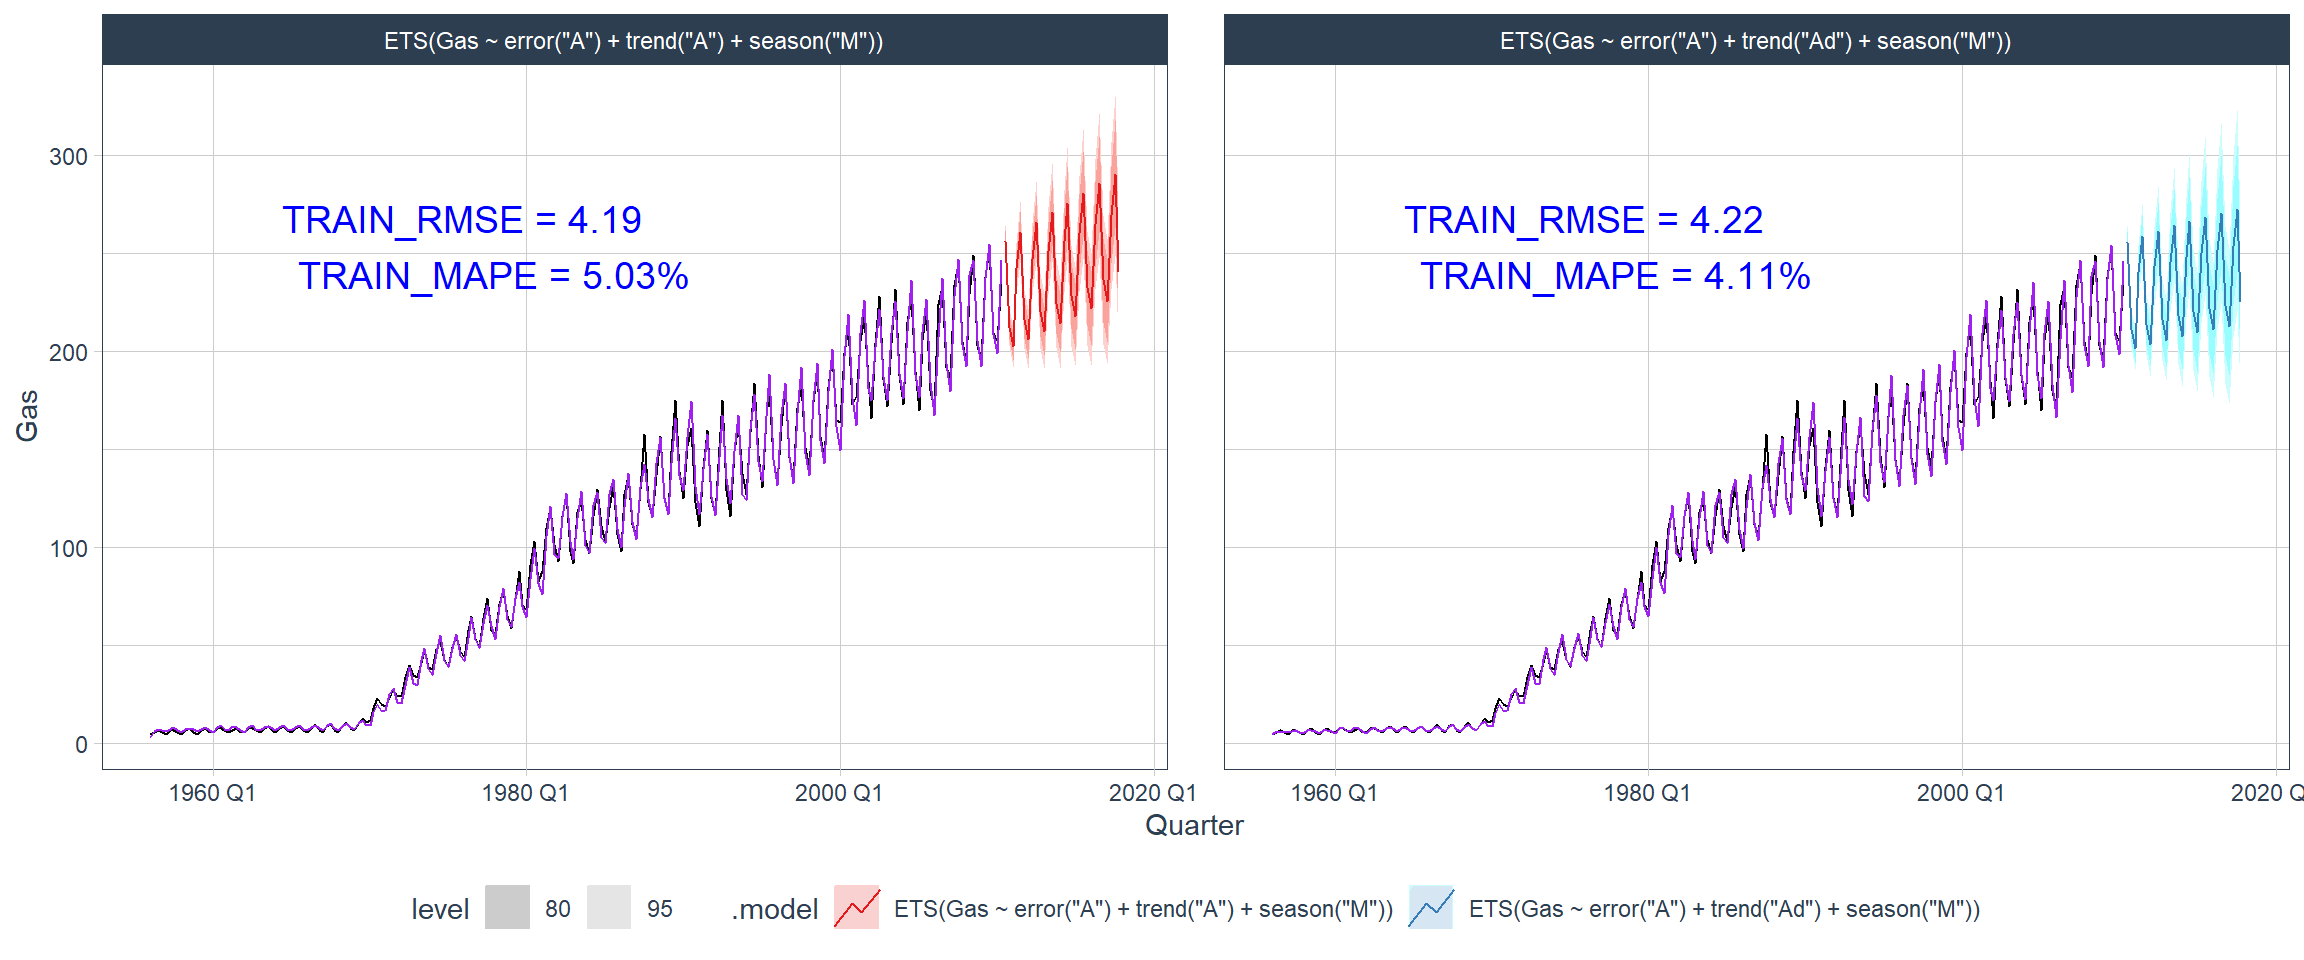 ETS(Gas ~ error("A") + trend("A") + season("M"))
ETS(Gas ~ error("A") + trend("Ad") + season("M"))
300
200
100
0
Gas
TRAIN_RMSE = 4.19
TRAIN_MAPE = 5.03%
TRAIN_RMSE = 4.22
TRAIN_MAPE = 4.11%
1960 Q1 1980 Q1 2000 Q1 2020 Q1
1960 Q1 1980 Q1 2000 Q1 2020 Q
Quarter
level 80 95 .model ETS(Gas ~ error("A") + trend("A") + season("M")) ETS(Gas ~ error("A") + trend("Ad") + season("M"))